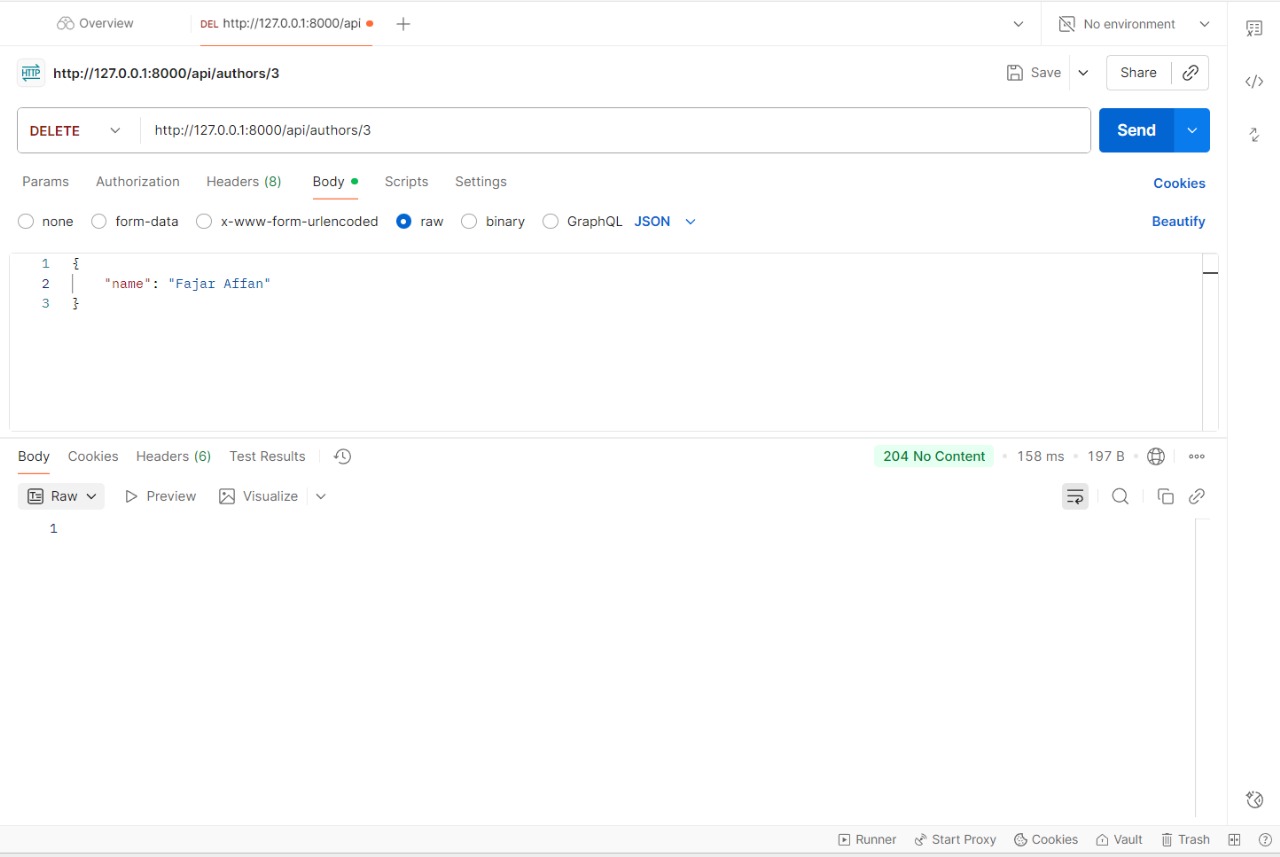 Overview DEL http://127.0.0.1:8000/api No environment
HTTP http://127.0.0.1:8000/api/authors/3 Save Share
DELETE http://127.0.0.1:8000/api/authors/3 Send
Params Authorization Headers (8) Body Scripts Settings Cookies
none form-data x-www-form-urlencoded raw binary GraphQL JSON Beautify
1 {
2 "name": "Fajar Affan"
3 }
Body Cookies Headers (6) Test Results 204 No Content 158 ms 197 B
Raw Preview Visualize
1
Runner Start Proxy Cookies Vault Trash